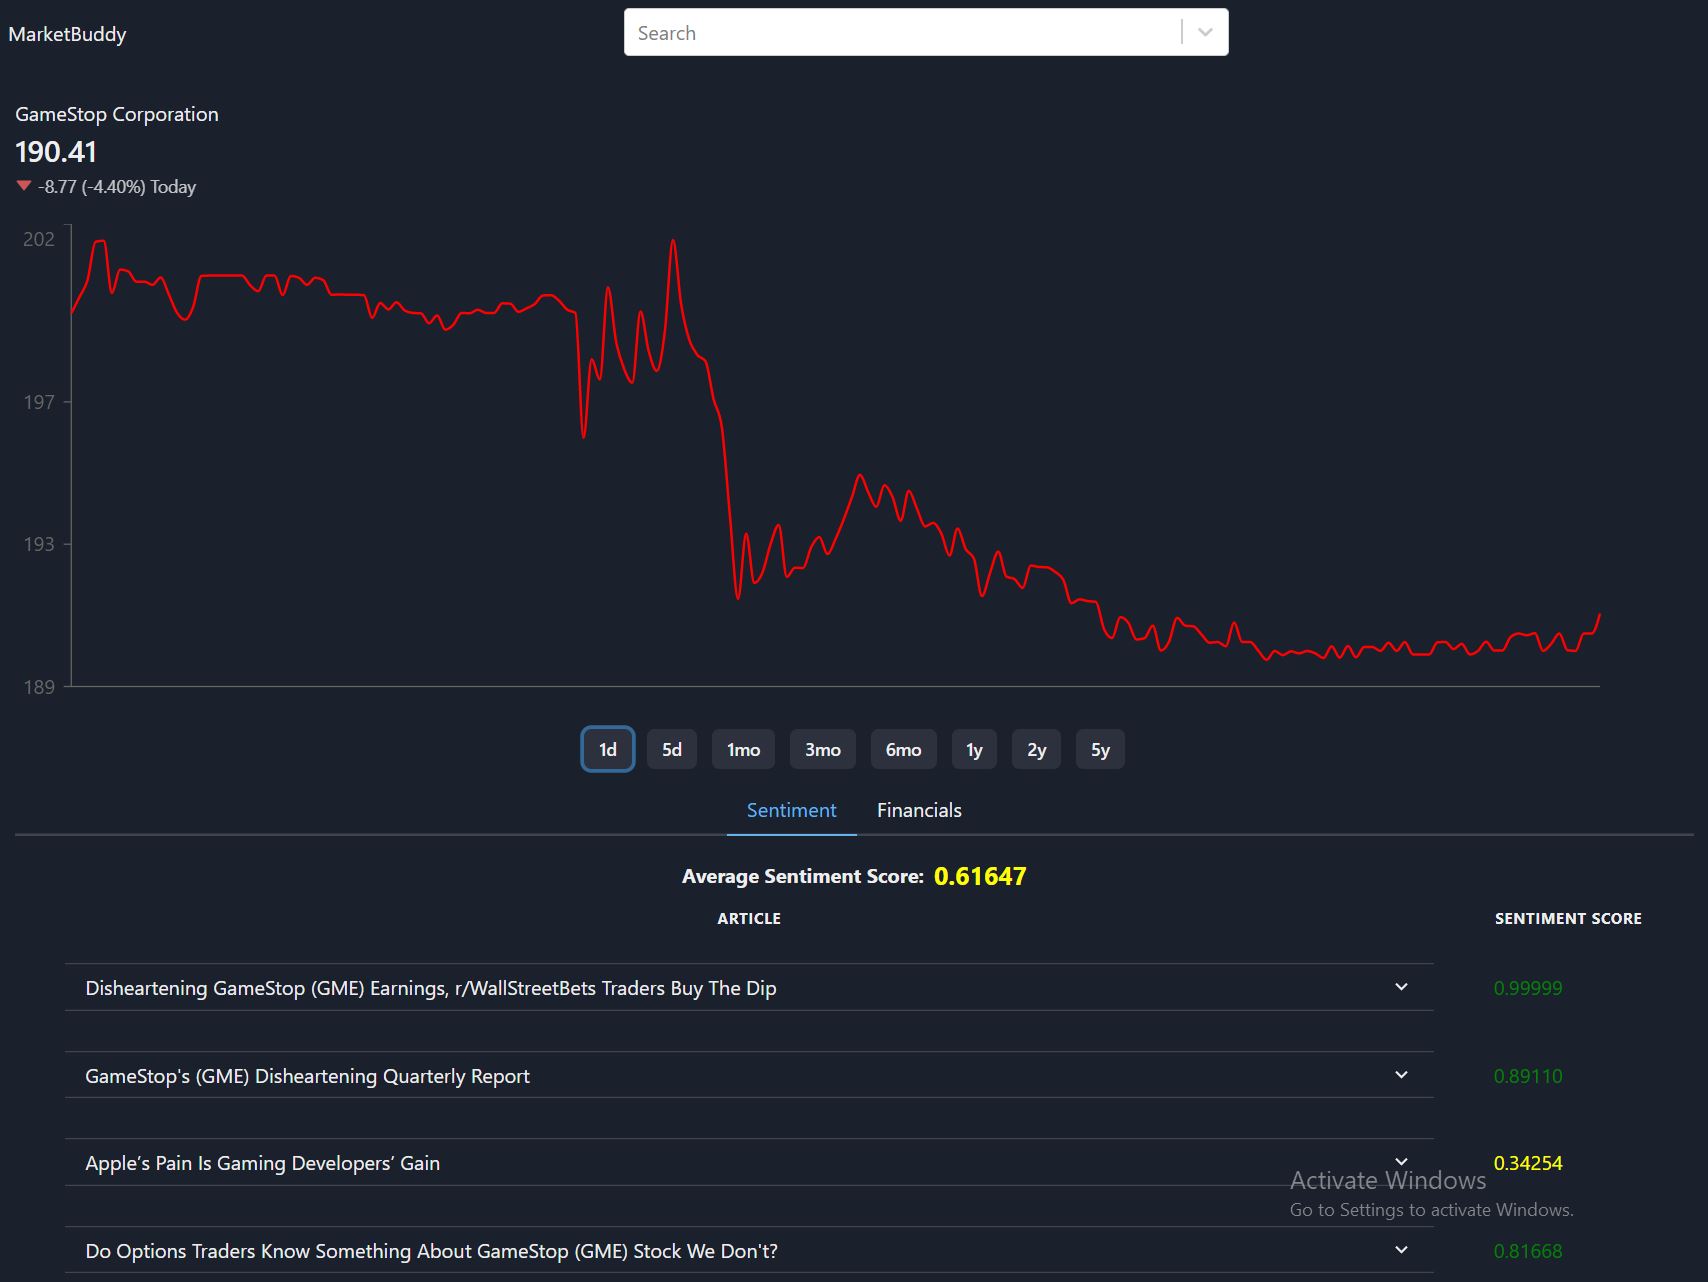 MarketBuddy
Search
GameStop Corporation
190.41
-8.77 (-4.40%) Today
202
197
193
189
1d 5d 1mo 3mo 6mo 1y 2y 5y
Sentiment Financials
Average Sentiment Score: 0.61647
ARTICLE SENTIMENT SCORE
Disheartening GameStop (GME) Earnings, r/WallStreetBets Traders Buy The Dip 0.99999
GameStop's (GME) Disheartening Quarterly Report 0.89110
Apple’s Pain Is Gaming Developers’ Gain 0.34254
Activate Windows
Go to Settings to activate Windows.
Do Options Traders Know Something About GameStop (GME) Stock We Don't? 0.81668